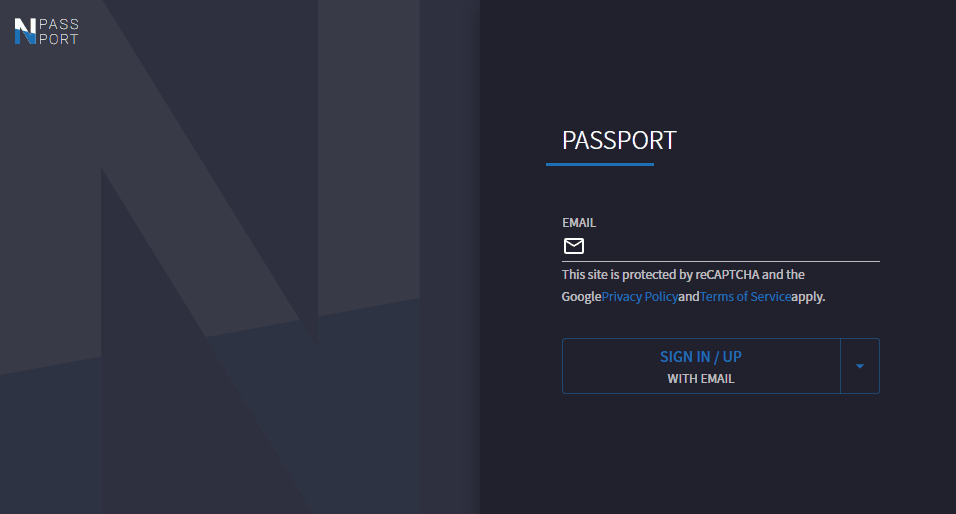 PASS
PORT
PASSPORT
EMAIL
This site is protected by reCAPTCHA and the
GooglePrivacy PolicyandTerms of Serviceapply.
SIGN IN / UP
WITH EMAIL